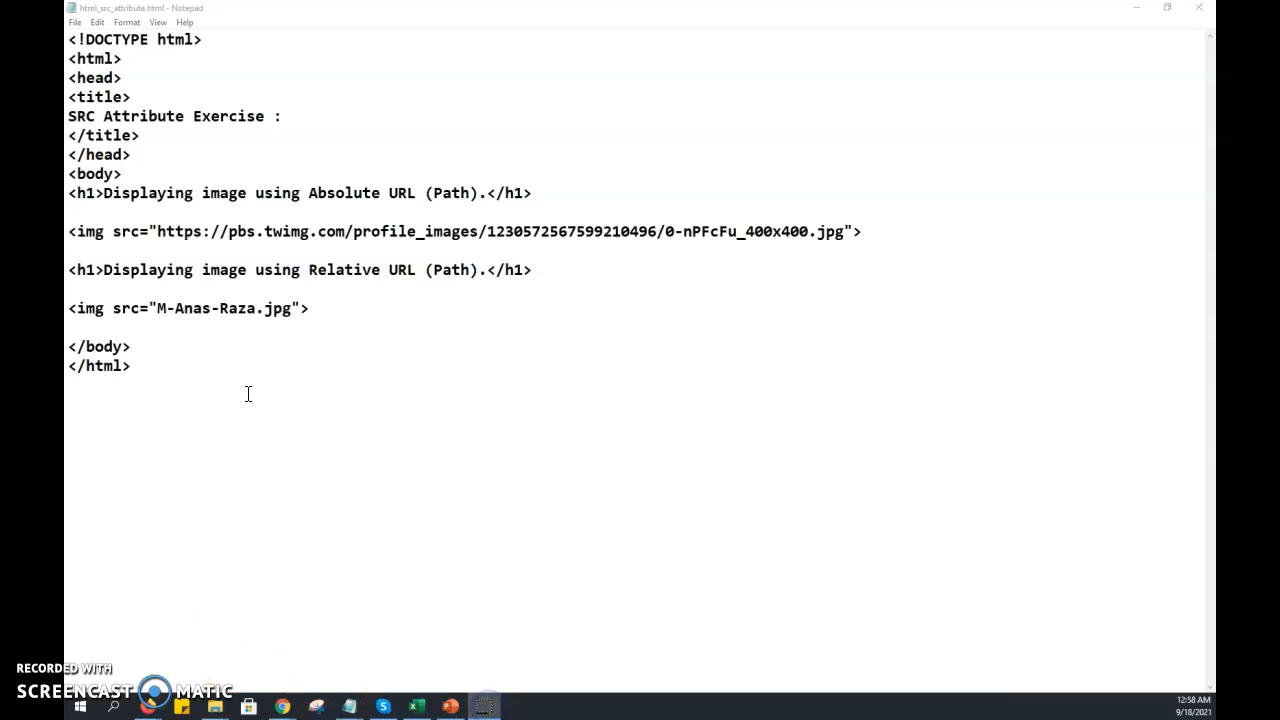 html_src_attribute.html - Notepad
File Edit Format View Help
<!DOCTYPE html>
<html>
<head>
<title>
SRC Attribute Exercise :
</title>
</head>
<body>
<h1>Displaying image using Absolute URL (Path).</h1>
<img src="https://pbs.twimg.com/profile_images/1230572567599210496/0-nPFcFu_400x400.jpg">
<h1>Displaying image using Relative URL (Path).</h1>
<img src="M-Anas-Raza.jpg">
</body>
</html>
RECORDED WITH
SCREENCAST MATIC
12:58 AM
9/18/2021